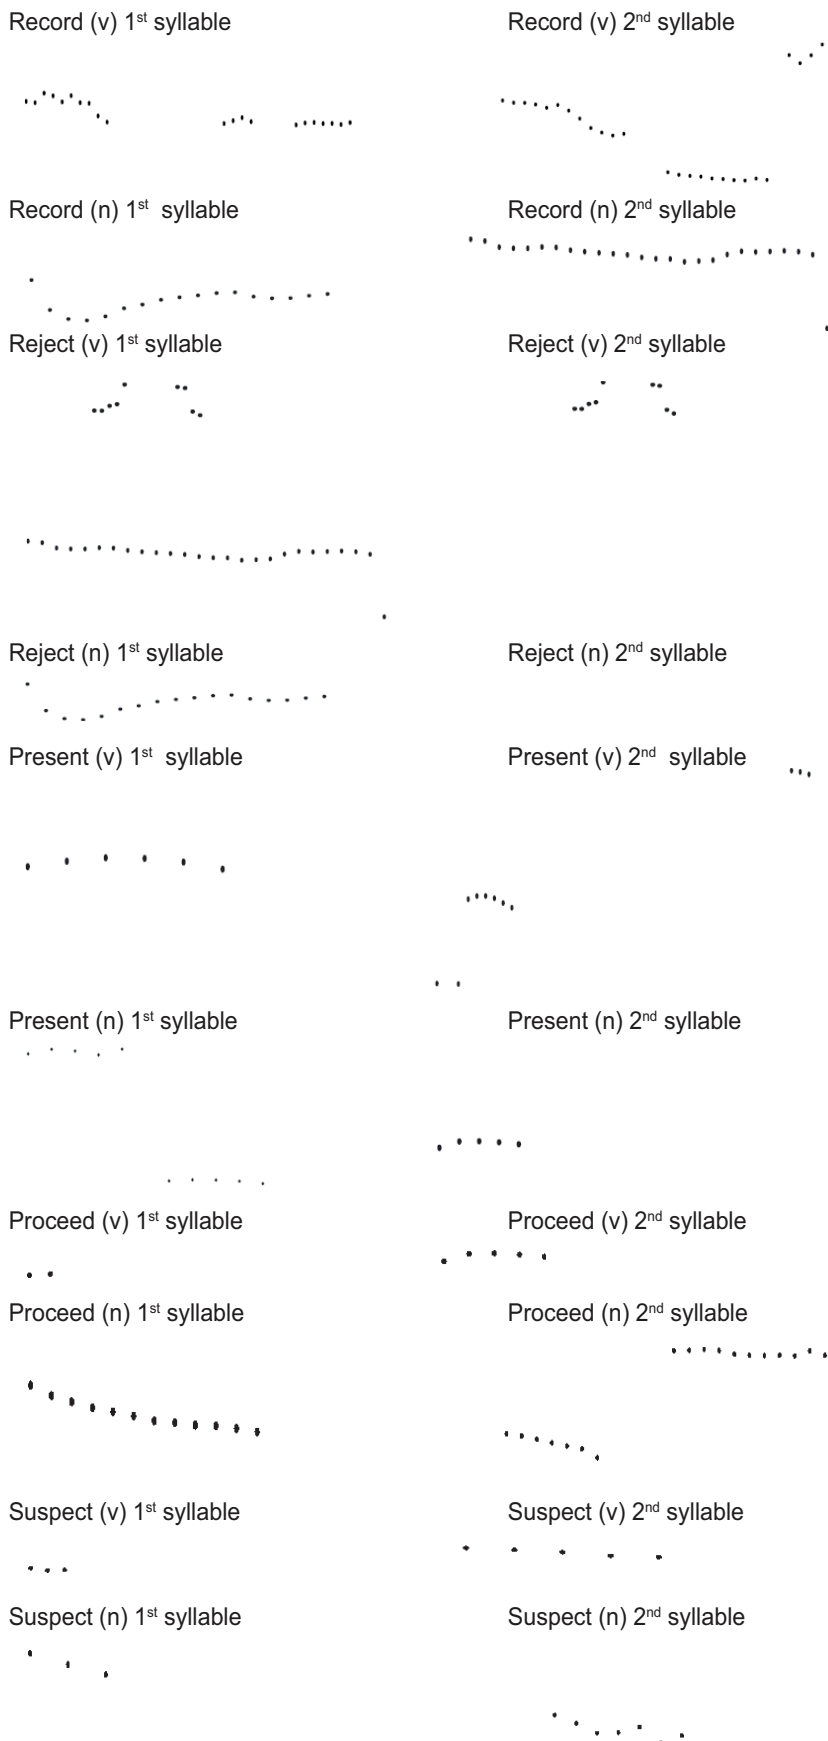 Record (v) 1st syllable Record (v) 2nd syllable
Record (n) 1st syllable Record (n) 2nd syllable
Reject (v) 1st syllable Reject (v) 2nd syllable
Reject (n) 1st syllable Reject (n) 2nd syllable
Present (v) 1st syllable Present (v) 2nd syllable
Present (n) 1st syllable Present (n) 2nd syllable
Proceed (v) 1st syllable Proceed (v) 2nd syllable
Proceed (n) 1st syllable Proceed (n) 2nd syllable
Suspect (v) 1st syllable Suspect (v) 2nd syllable
Suspect (n) 1st syllable Suspect (n) 2nd syllable